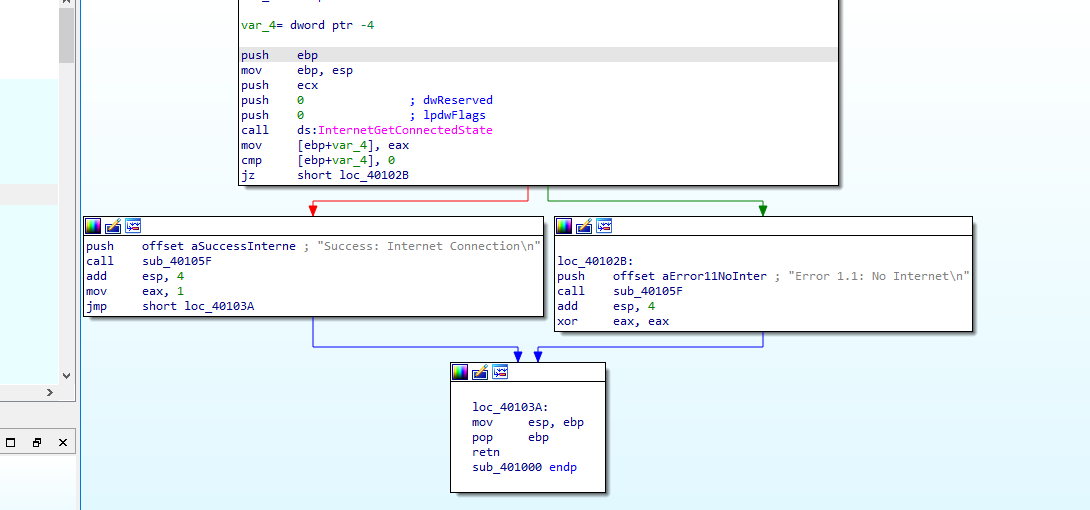 var_4= dword ptr -4
push    ebp
mov     ebp, esp
push    ecx
push    0               ; dwReserved
push    0               ; lpdwFlags
call    ds:InternetGetConnectedState
mov     [ebp+var_4], eax
cmp     [ebp+var_4], 0
jz      short loc_40102B
push    offset aSuccessInterne ; "Success: Internet Connection\n"
call    sub_40105F
add     esp, 4
mov     eax, 1
jmp     short loc_40103A
loc_40102B:
push    offset aError11NoInter ; "Error 1.1: No Internet\n"
call    sub_40105F
add     esp, 4
xor     eax, eax
loc_40103A:
mov     esp, ebp
pop     ebp
retn
sub_401000 endp